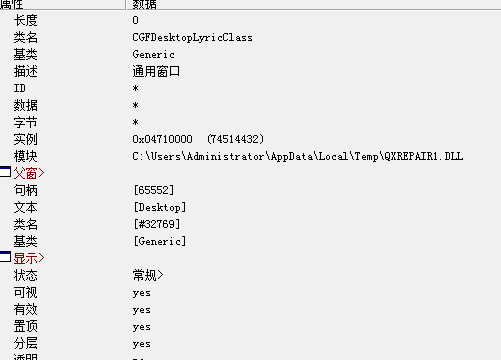 属性 数据
长度 0
类名 CGFDesktopLyricClass
基类 Generic
描述 通用窗口
ID *
数据 *
字节 *
实例 0x04710000 (74514432)
模块 C:\Users\Administrator\AppData\Local\Temp\QXREPAIR1.DLL
父窗>
句柄 [65552]
文本 [Desktop]
类名 [#32769]
基类 [Generic]
显示>
状态 常规>
可视 yes
有效 yes
置顶 yes
分层 yes
透明